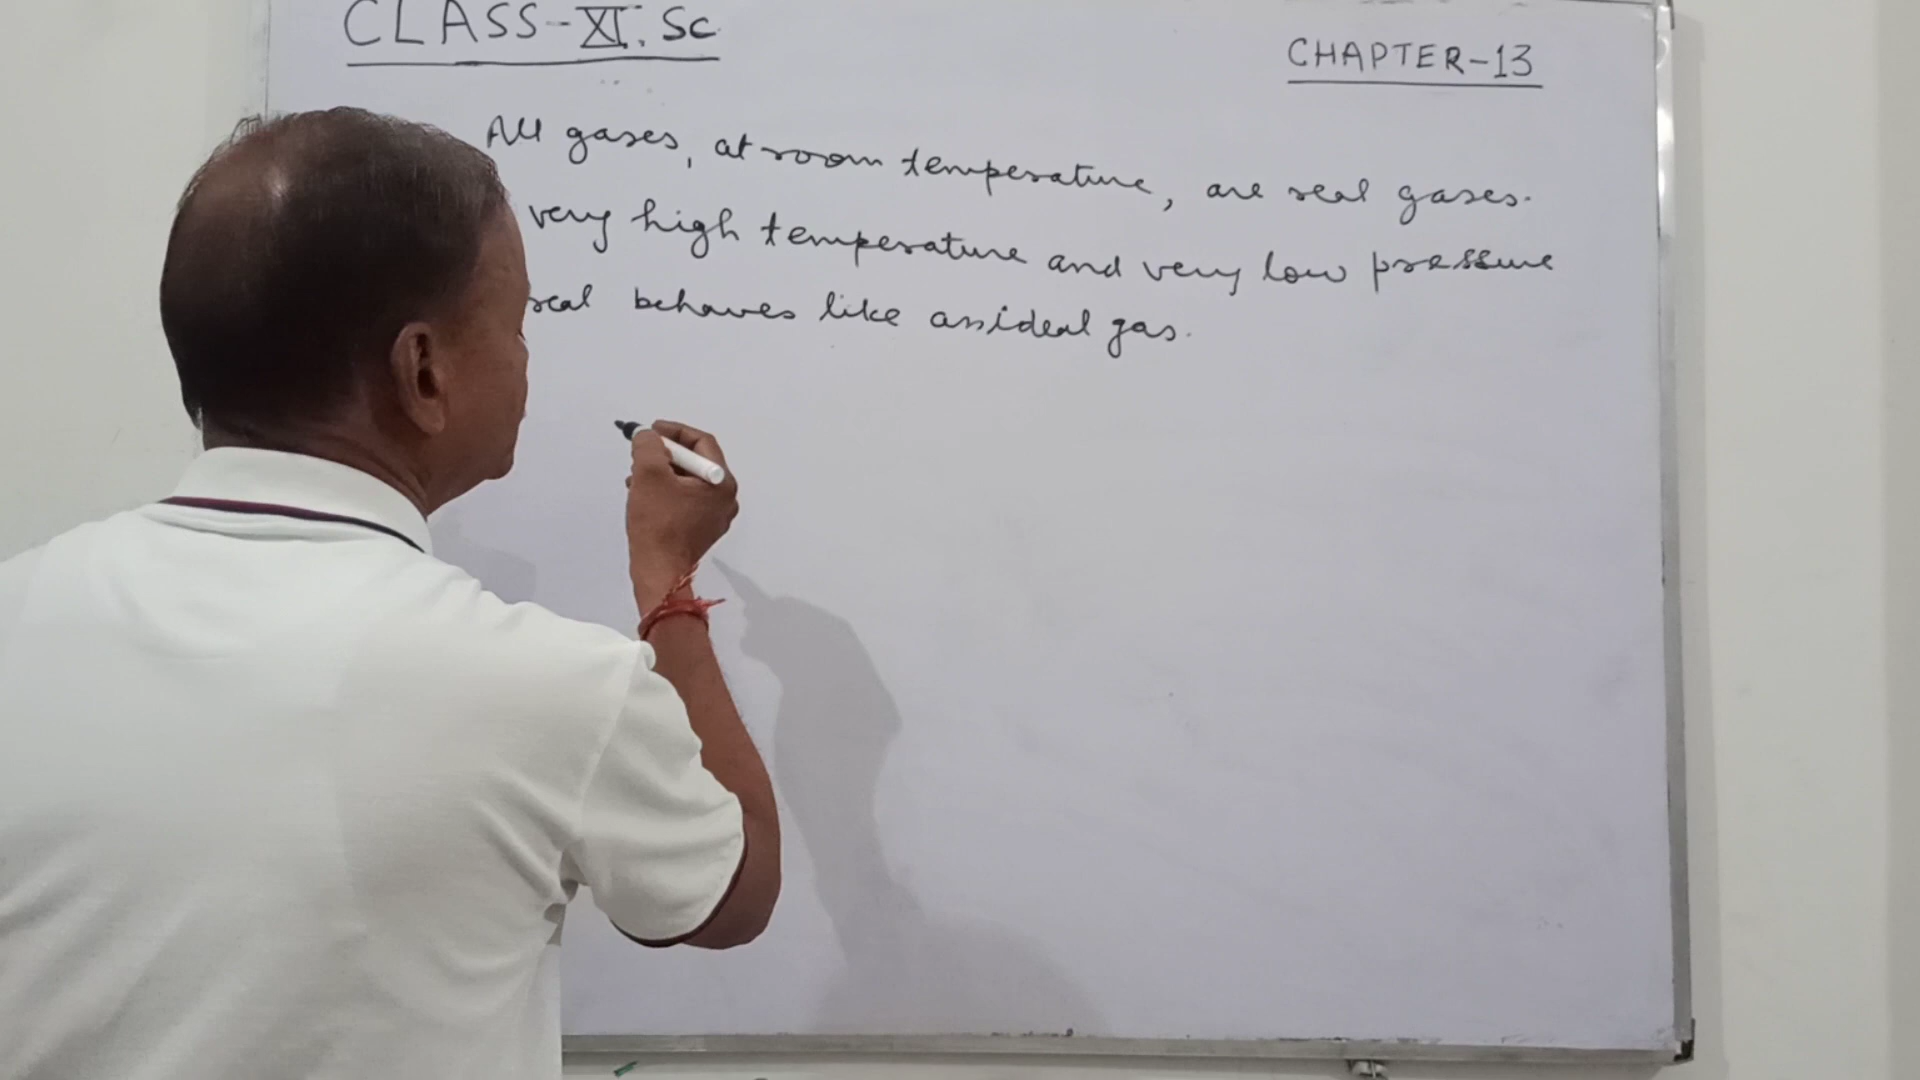 CLASS-XI.Sc
CHAPTER-13
All gases, at room temperature, are real gases.
very high temperature and very low pressure
real behaves like an ideal gas.